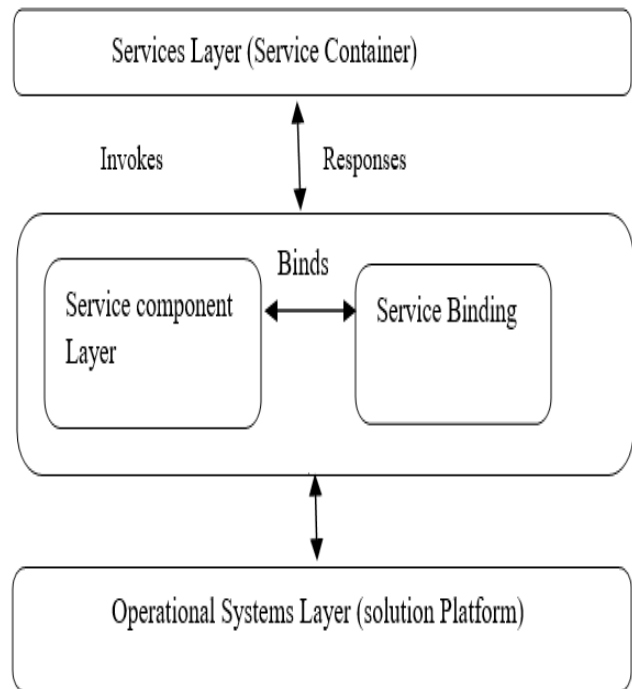 Services Layer (Service Container)
Invokes
Responses
Binds
Service component
Layer
Service Binding
Operational Systems Layer (solution Platform)